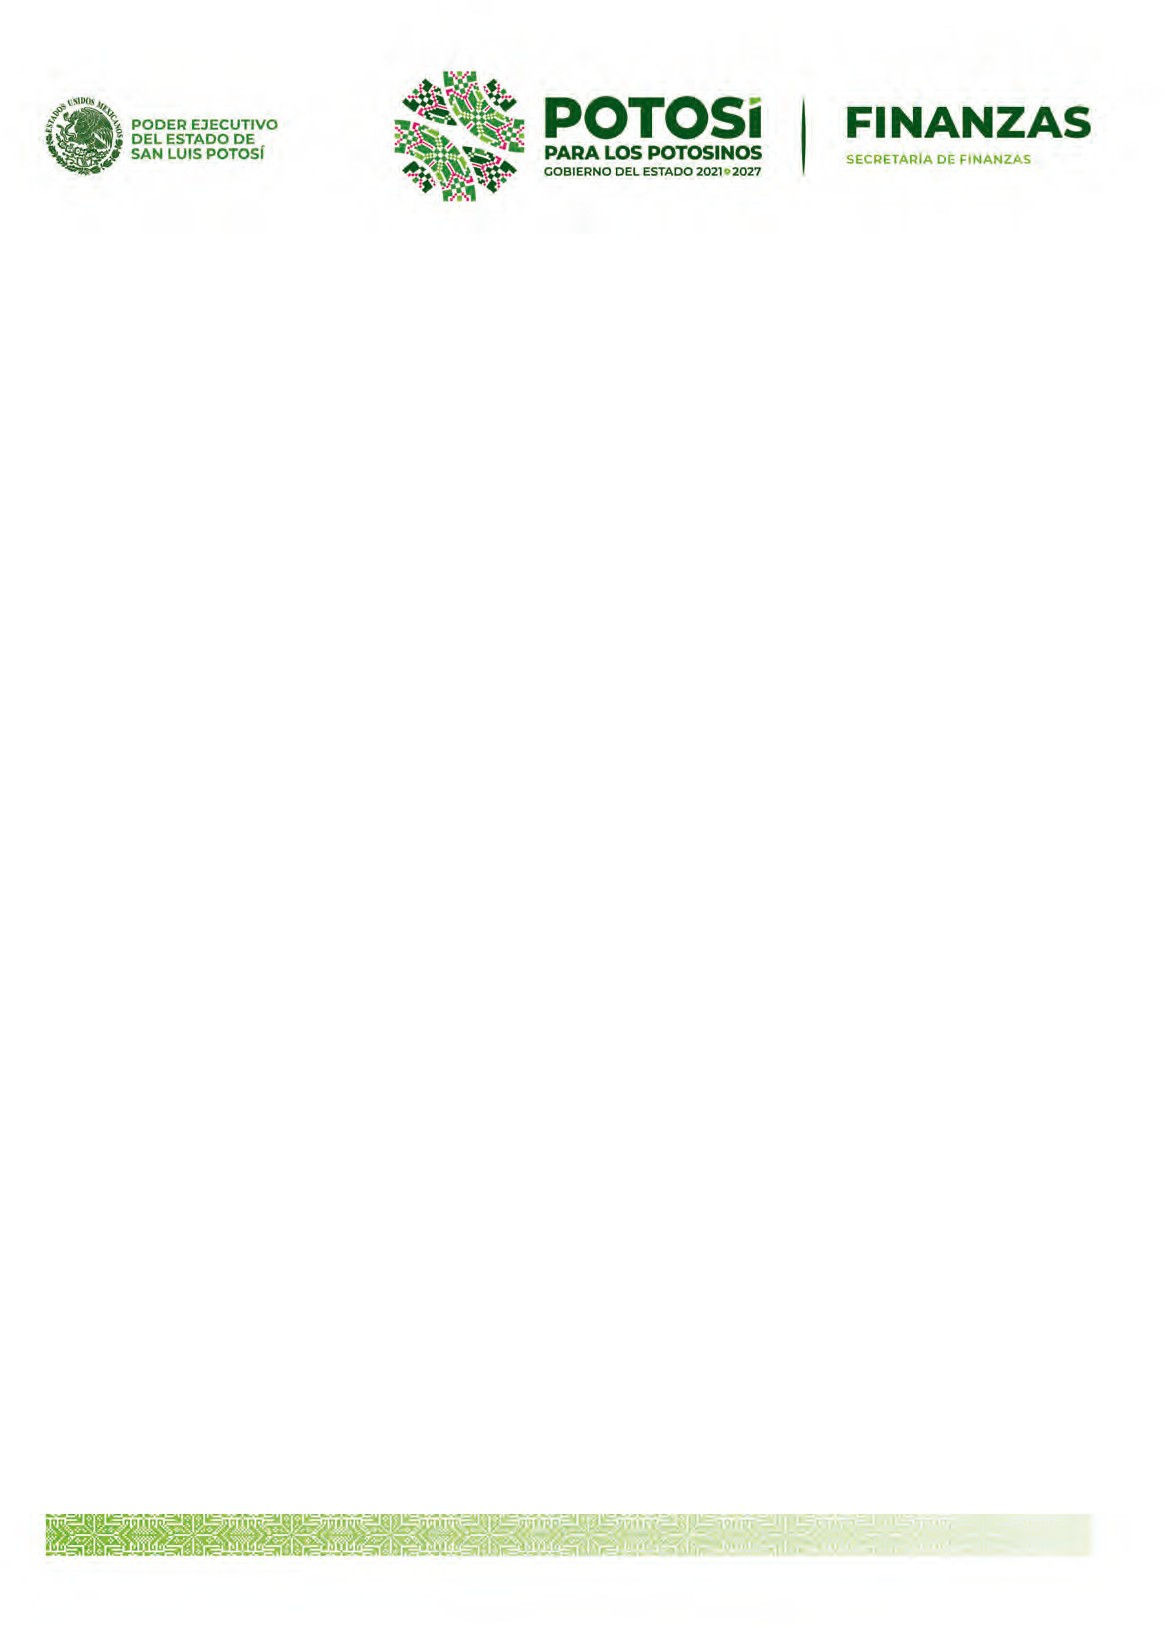 ESTADOS UNIDOS MEXICANOS
PODER EJECUTIVO
DEL ESTADO DE
SAN LUIS POTOSÍ
POTOSÍ
PARA LOS POTOSINOS
GOBIERNO DEL ESTADO 2021 2027
FINANZAS
SECRETARÍA DE FINANZAS